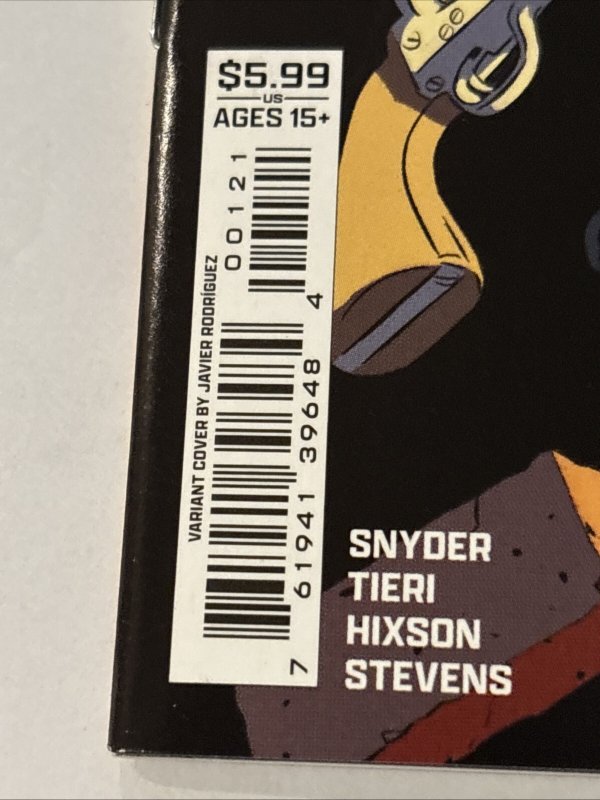 $5.99
US
AGES 15+
00121
VARIANT COVER BY JAVIER RODRÍGUEZ
7 61941 39648 4
SNYDER
TIERI
HIXSON
STEVENS